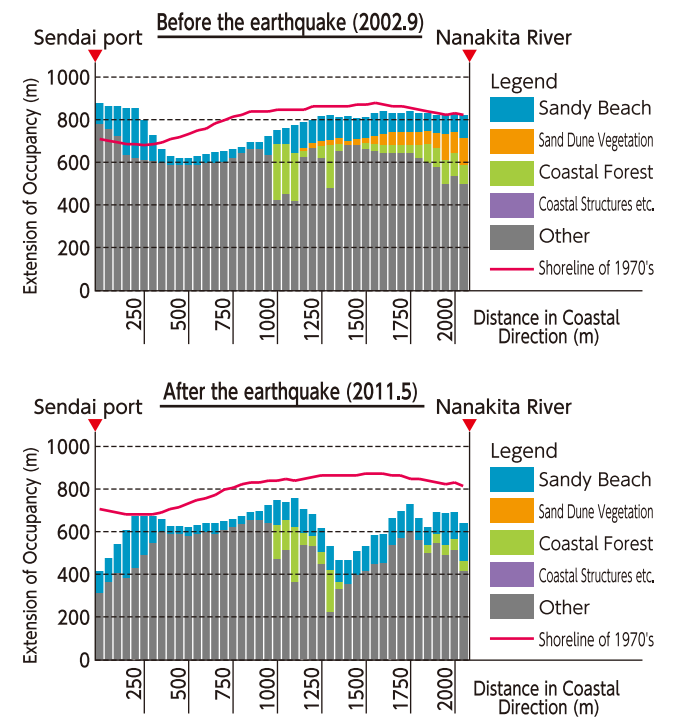 Before the earthquake (2002.9)
Sendai port
Nanakita River
Extension of Occupancy (m)
1000
800
600
400
200
0
250
500
750
1000
1250
1500
1750
2000
Distance in Coastal
Direction (m)
Legend
Sandy Beach
Sand Dune Vegetation
Coastal Forest
Coastal Structures etc.
Other
Shoreline of 1970's
After the earthquake (2011.5)
Sendai port
Nanakita River
Extension of Occupancy (m)
1000
800
600
400
200
0
250
500
750
1000
1250
1500
1750
2000
Distance in Coastal
Direction (m)
Legend
Sandy Beach
Sand Dune Vegetation
Coastal Forest
Coastal Structures etc.
Other
Shoreline of 1970's